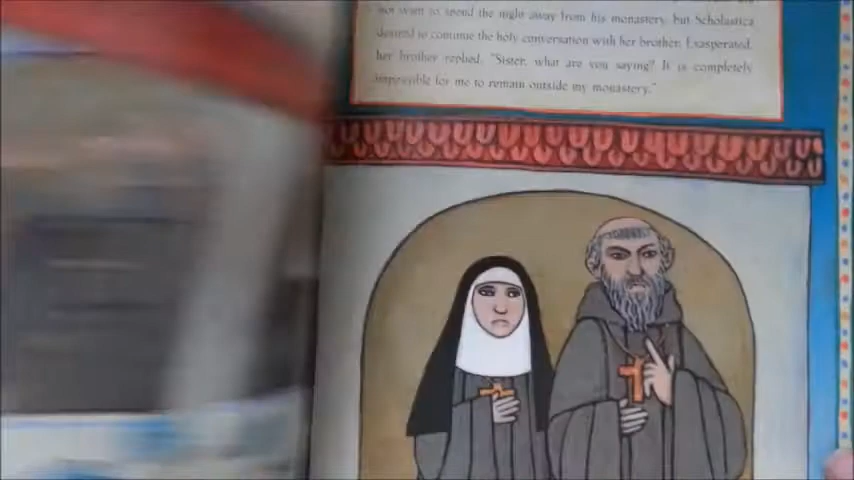 not want to spend the night away from his monastery, but Scholastica
desired to continue the holy conversation with her brother. Exasperated,
her brother replied, "Sister, what are you saying? It is completely
impossible for me to remain outside my monastery."